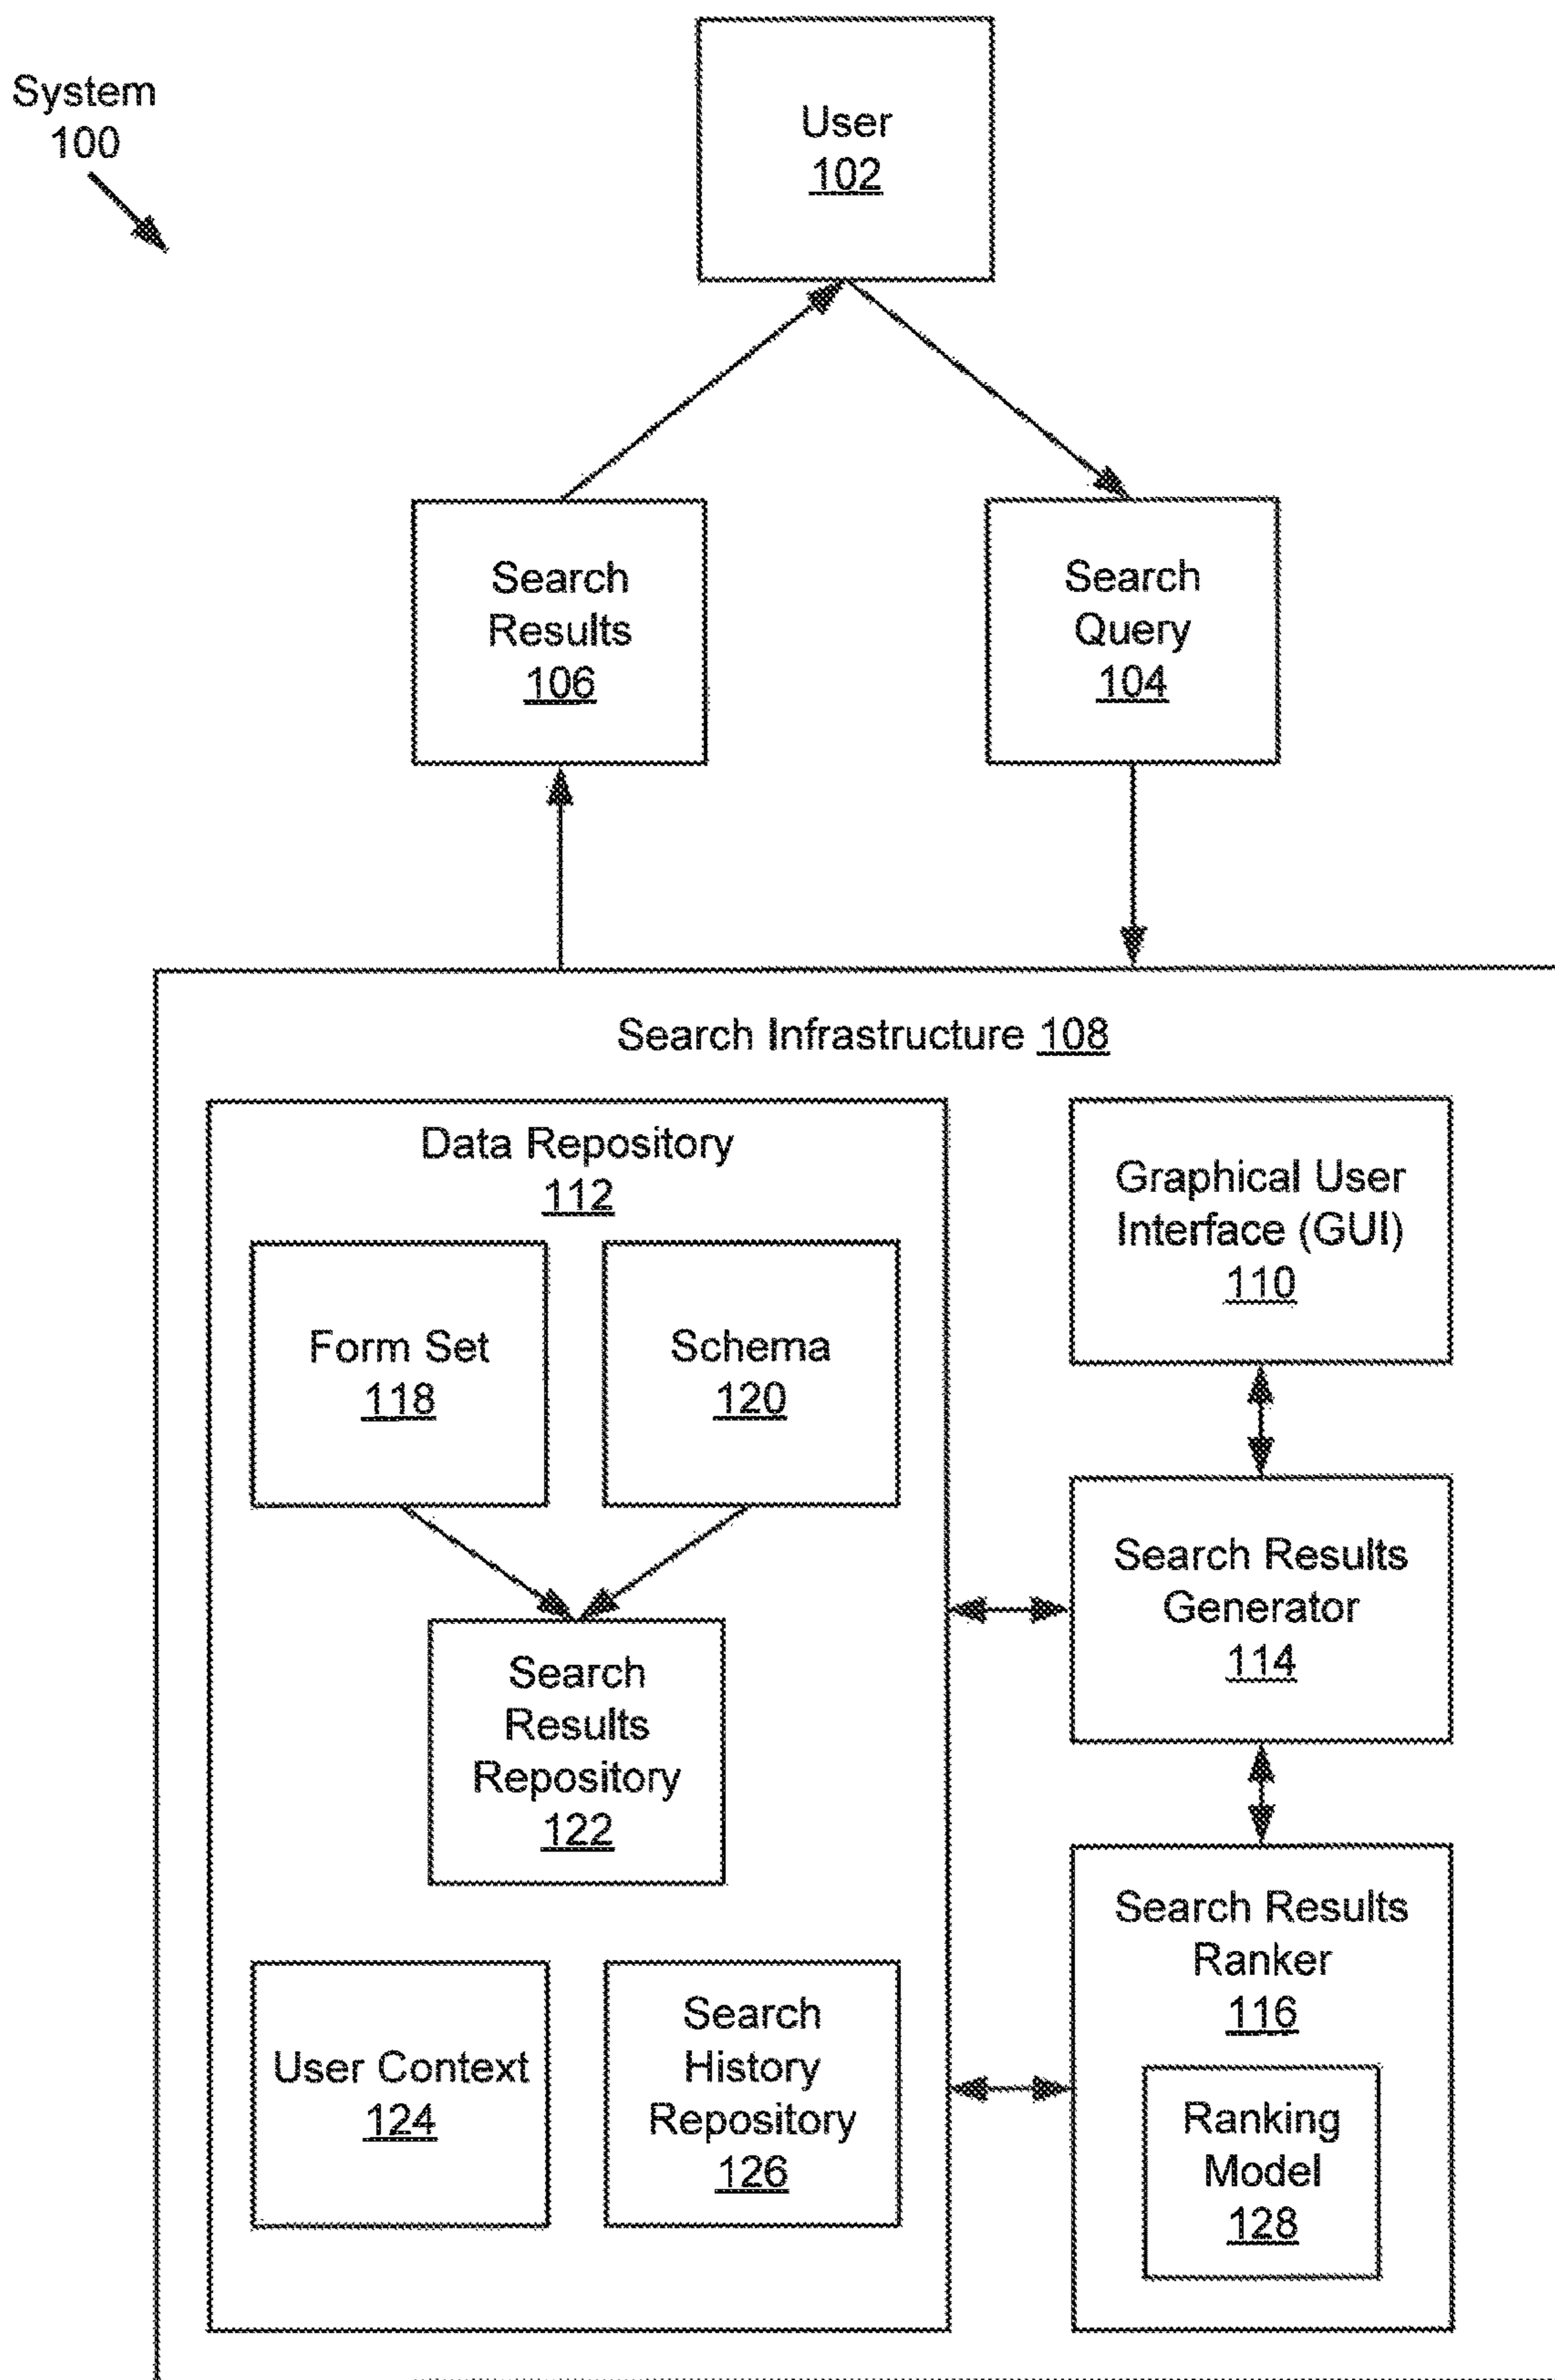 System
100
User
102
Search
Results
106
Search
Query
104
Search Infrastructure 108
Data Repository
112
Form Set
118
Schema
120
Search
Results
Repository
122
User Context
124
Search
History
Repository
126
Graphical User
Interface (GUI)
110
Search Results
Generator
114
Search Results
Ranker
116
Ranking
Model
128